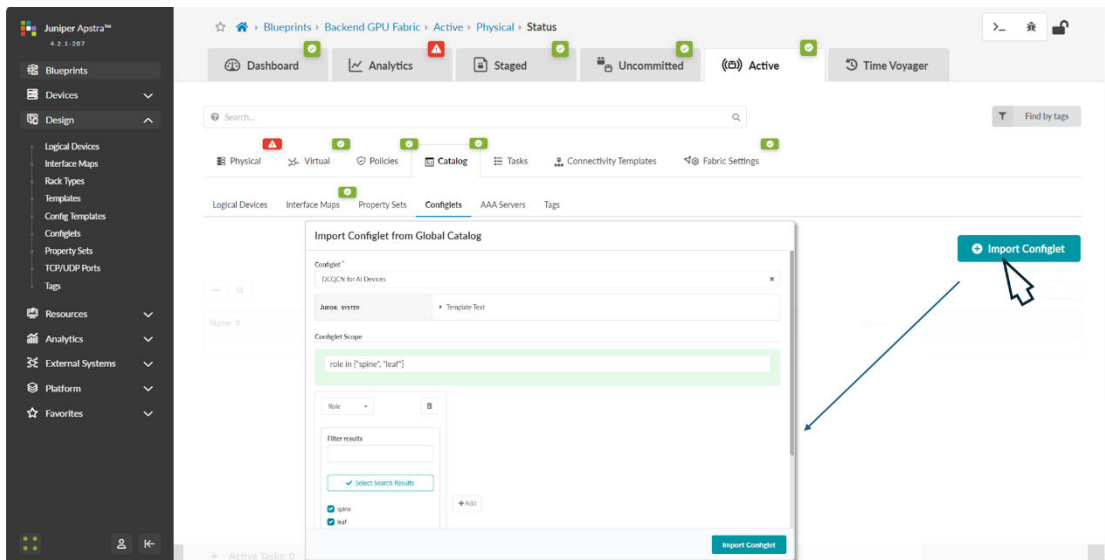 Juniper Apstra™
4.2.1-207
Blueprints
Devices
Design
Logical Devices
Interface Maps
Rack Types
Templates
Config Templates
Configlets
Property Sets
TCP/UDP Ports
Tags
Resources
Analytics
External Systems
Platform
Favorites
Blueprints › Backend GPU Fabric › Active › Physical › Status
Dashboard Analytics Staged Uncommitted Active Time Voyager
Search...
Find by tags
Physical Virtual Policies Catalog Tasks Connectivity Templates Fabric Settings
Logical Devices Interface Maps Property Sets Configlets AAA Servers Tags
Import Configlet
Name
Import Configlet from Global Catalog
Configlet *
DCQCN for AI Devices
JUNOS SYSTEM Template Text
Configlet Scope
role in ["spine", "leaf"]
Role
Filter results
Select Search Results
+Add
spine
leaf
Import Configlet
Active Tasks: 0